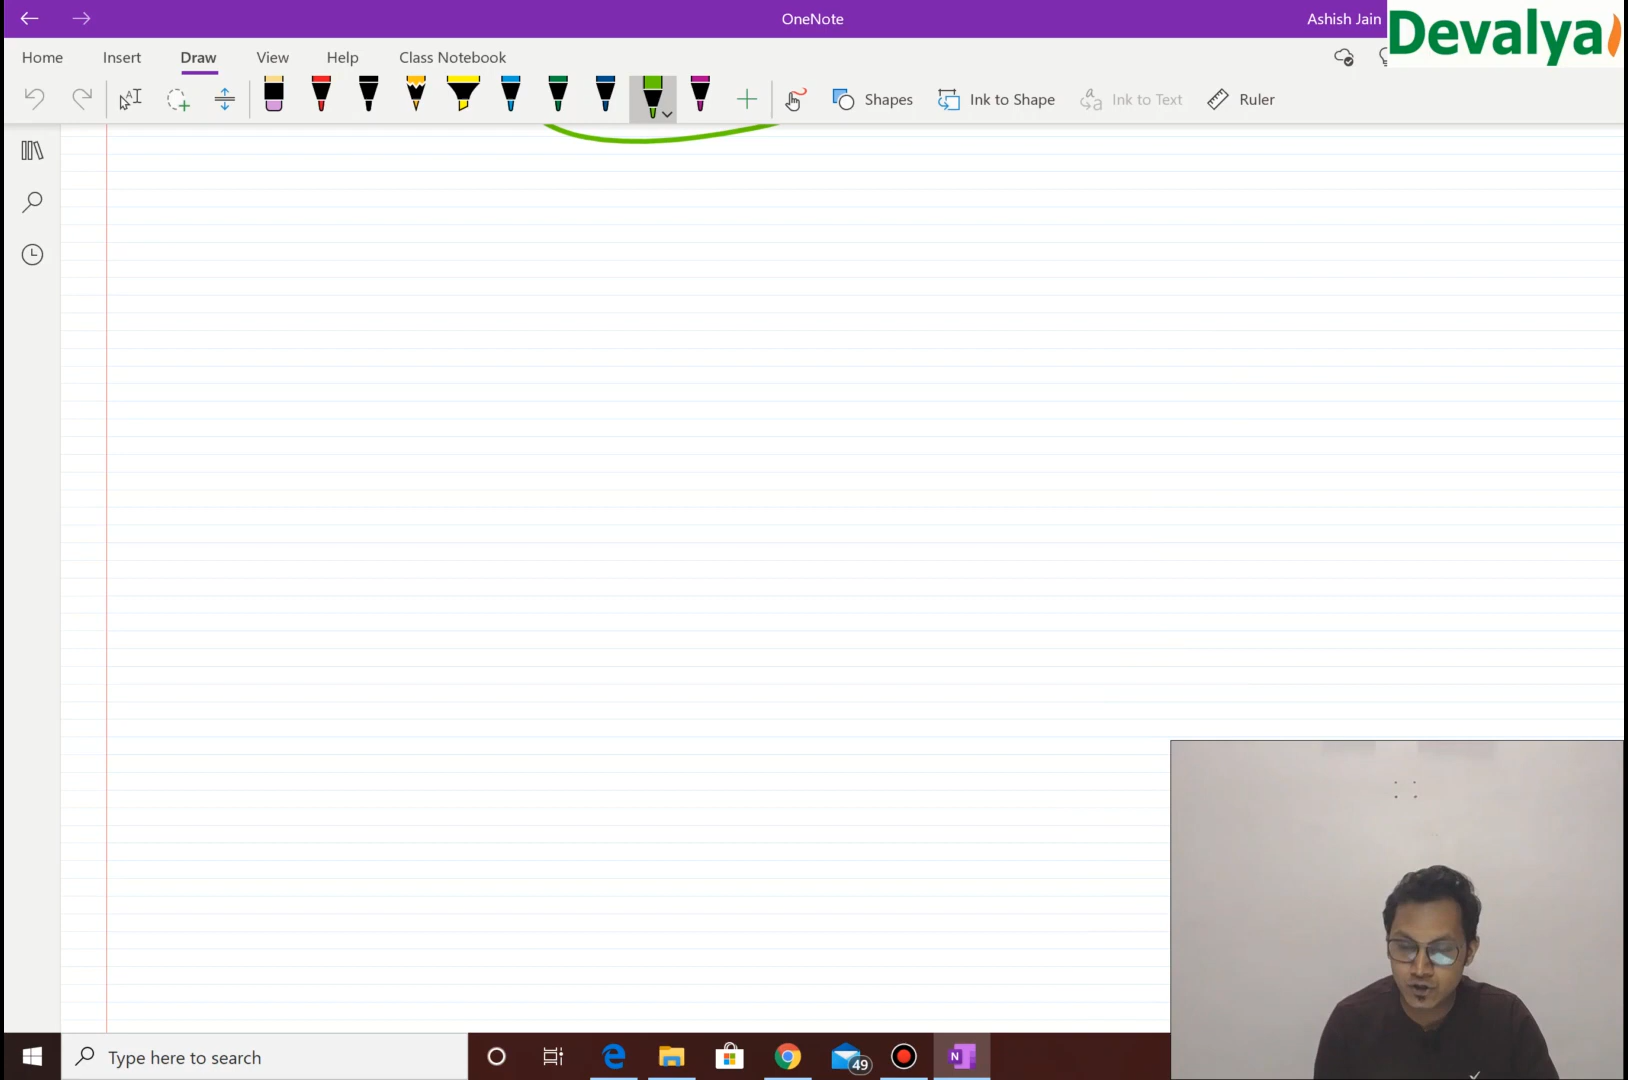 OneNote
Ashish Jain
Devalya
Home Insert Draw View Help Class Notebook
Shapes Ink to Shape Ink to Text Ruler
Type here to search
49
N